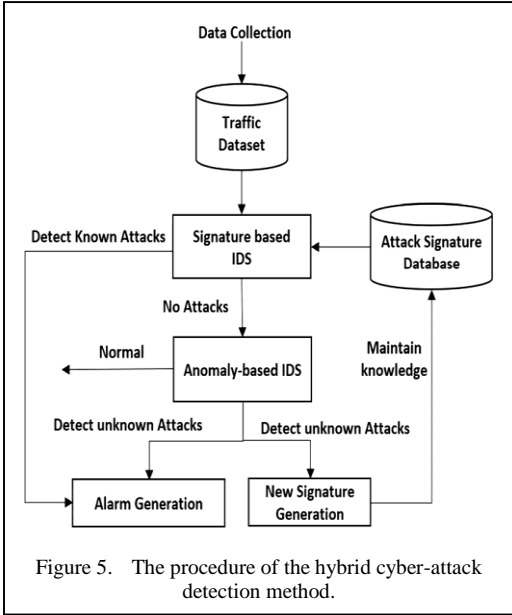 Data Collection
Traffic
Dataset
Detect Known Attacks
Signature based
IDS
Attack Signature
Database
No Attacks
Normal
Anomaly-based IDS
Maintain
knowledge
Detect unknown Attacks
Detect unknown Attacks
Alarm Generation
New Signature
Generation
Figure 5. The procedure of the hybrid cyber-attack
detection method.